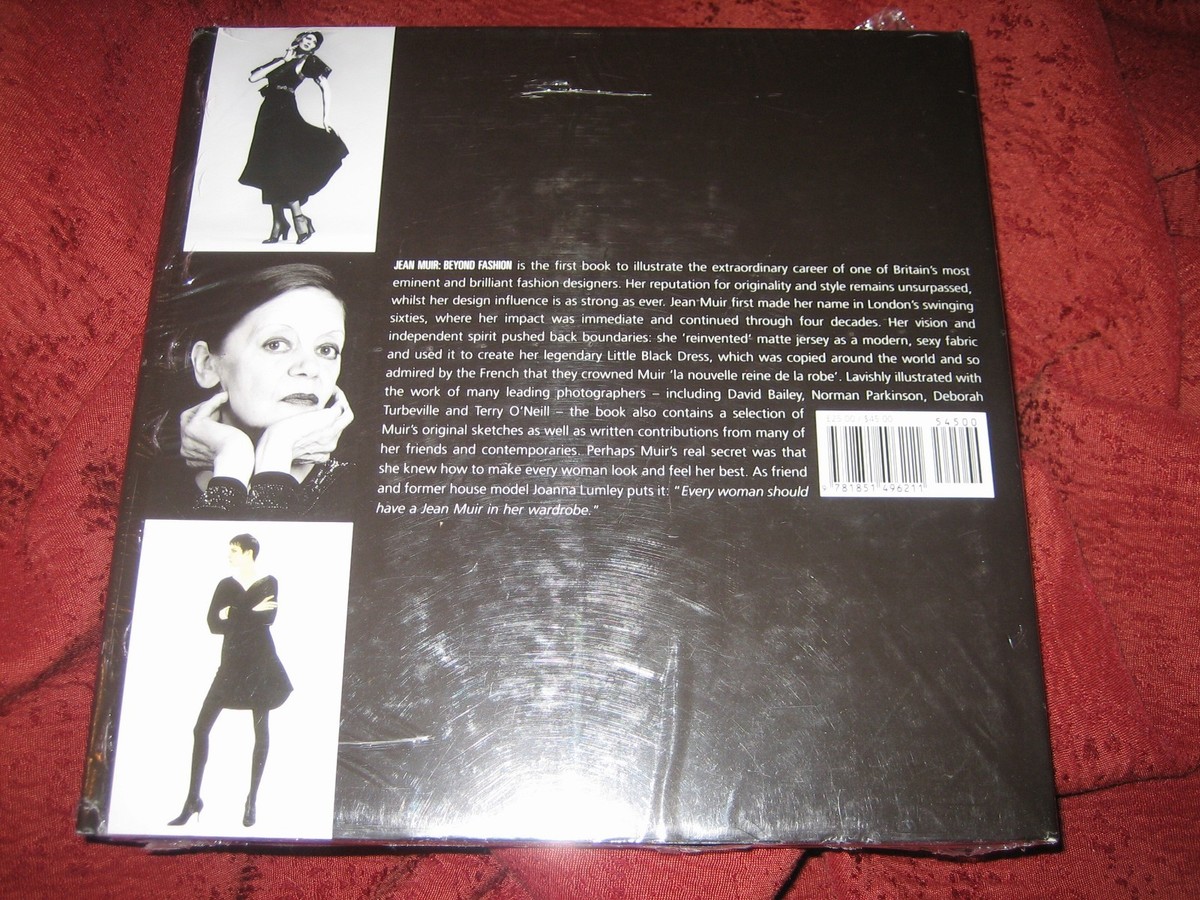 JEAN MUIR: BEYOND FASHION is the first book to illustrate the extraordinary career of one of Britain's most
eminent and brilliant fashion designers. Her reputation for originality and style remains unsurpassed,
whilst her design influence is as strong as ever. Jean Muir first made her name in London's swinging
sixties, where her impact was immediate and continued through four decades. Her vision and
independent spirit pushed back boundaries: she 'reinvented' matte jersey as a modern, sexy fabric
and used it to create her legendary Little Black Dress, which was copied around the world and so
admired by the French that they crowned Muir 'la nouvelle reine de la robe'. Lavishly illustrated with
the work of many leading photographers – including David Bailey, Norman Parkinson, Deborah
Turbeville and Terry O'Neill – the book also contains a selection of
Muir's original sketches as well as written contributions from many of
her friends and contemporaries. Perhaps Muir's real secret was that
she knew how to make every woman look and feel her best. As friend
and former house model Joanna Lumley puts it: "Every woman should
have a Jean Muir in her wardrobe."
£25.00 / $45.00
54500
9 781851 496211